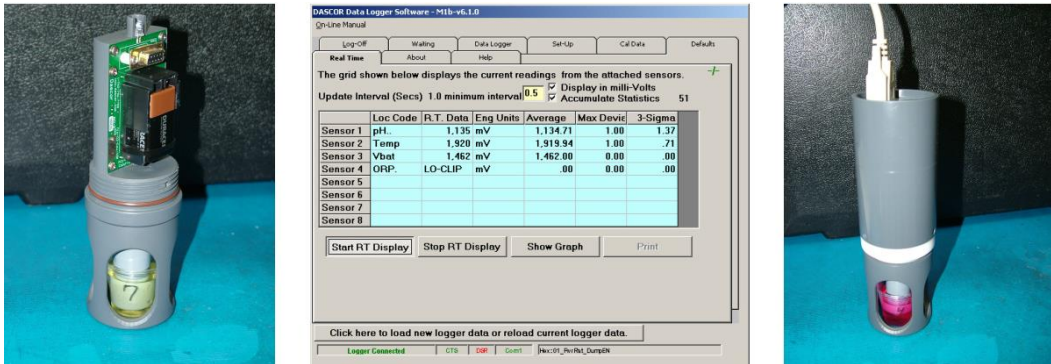 DASCOR Data Logger Software - M1b-v6.1.0
On-Line Manual
Log-Off Waiting Data Logger Set-Up Cal Data Defaults
Real Time About Help
The grid shown below displays the current readings from the attached sensors. -/-
Update Interval (Secs) 1.0 minimum interval 0.5 Display in milli-Volts
Accumulate Statistics 51
Loc Code R.T. Data Eng Units Average Max Devic 3-Sigma
Sensor 1 pH.. 1,135 mV 1,134.71 1.00 1.37
Sensor 2 Temp 1,920 mV 1,919.94 1.00 .71
Sensor 3 Vbat 1,462 mV 1,462.00 0.00 .00
Sensor 4 ORP. LO-CLIP mV .00 0.00 .00
Sensor 5
Sensor 6
Sensor 7
Sensor 8
Start RT Display Stop RT Display Show Graph Print
Click here to load new logger data or reload current logger data.
Logger Connected CTS DSR Com1
7